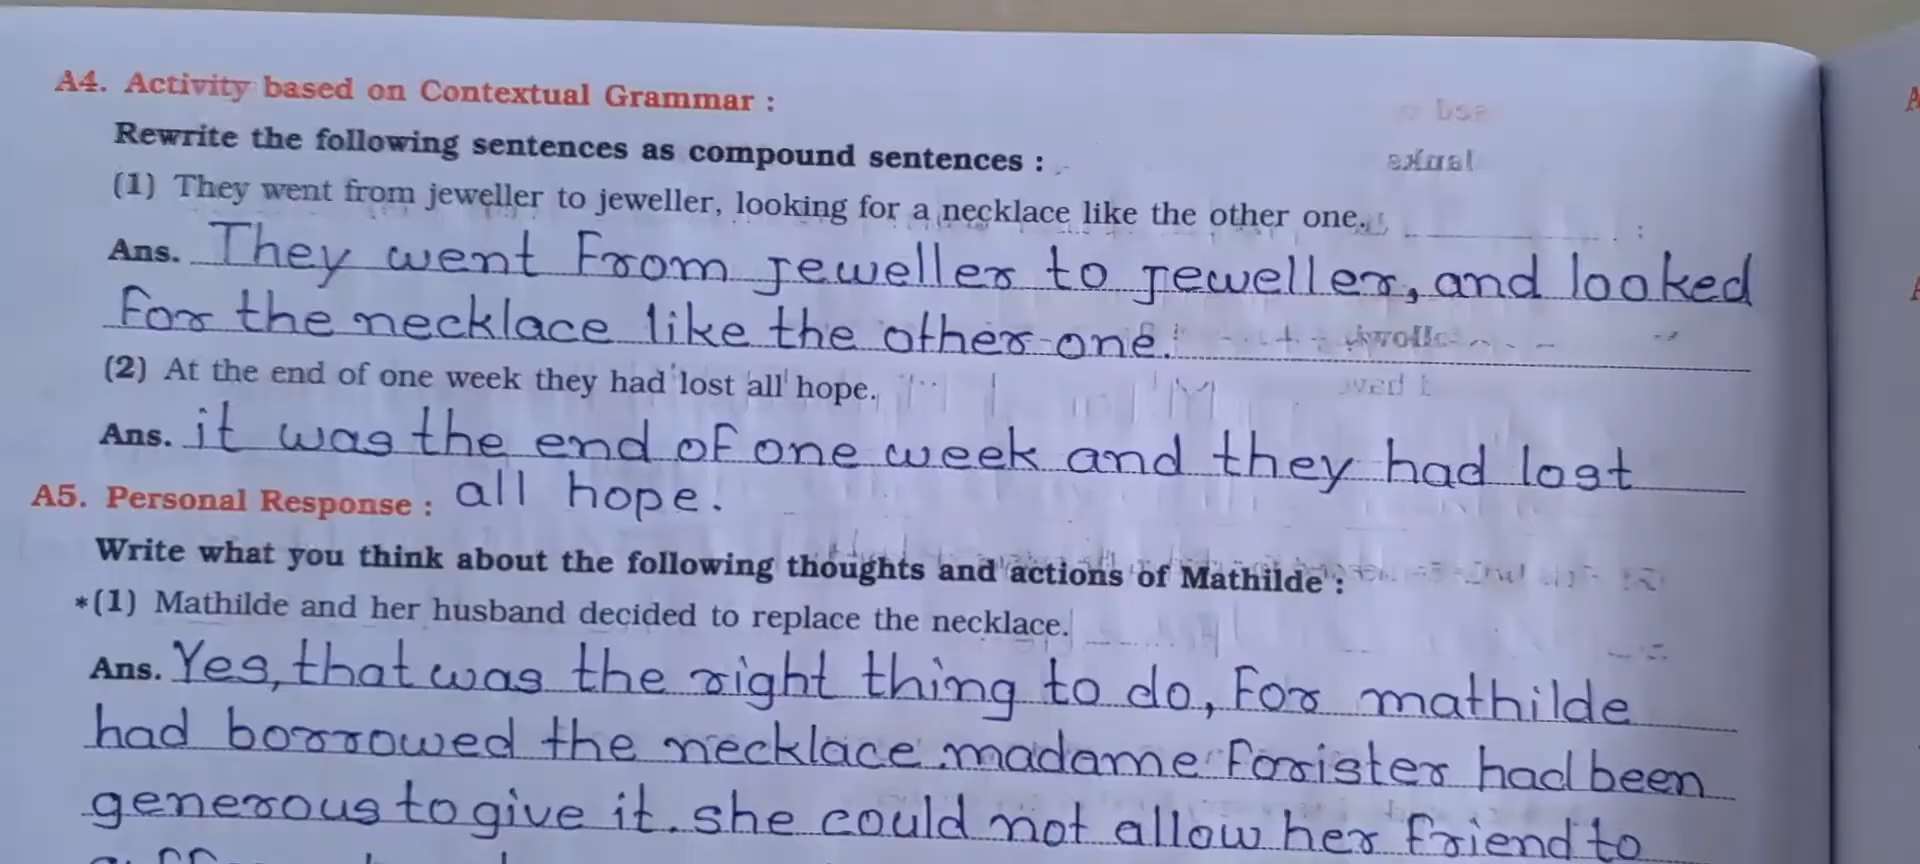 A4. Activity based on Contextual Grammar :
Rewrite the following sentences as compound sentences :
(1) They went from jeweller to jeweller, looking for a necklace like the other one.
Ans. They went From Jeweller to Jeweller, and looked
For the necklace like the other one.
(2) At the end of one week they had lost all hope.
Ans. it was the end of one week and they had lost
all hope.
A5. Personal Response :
Write what you think about the following thoughts and actions of Mathilde :
*(1) Mathilde and her husband decided to replace the necklace.
Ans. Yes, that was the right thing to do, For mathilde
had borrowed the necklace. madame Forister had been
generous to give it. she could not allow her friend to